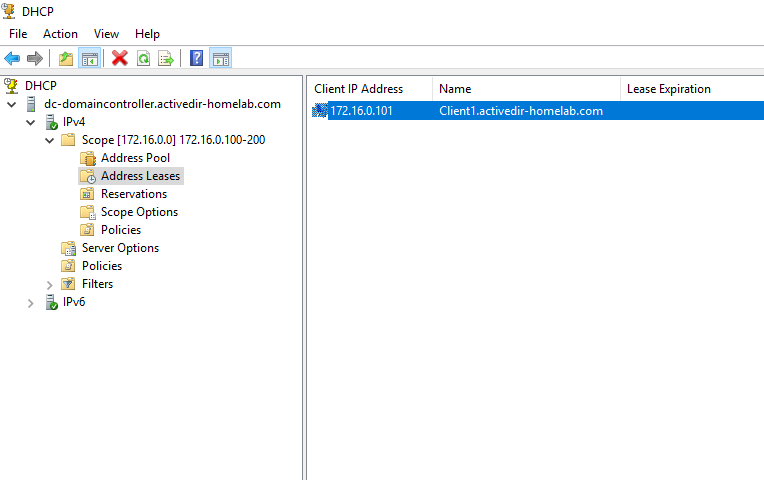 DHCP
File Action View Help
DHCP
dc-domaincontroller.activedir-homelab.com
IPv4
Scope [172.16.0.0] 172.16.0.100-200
Address Pool
Address Leases
Reservations
Scope Options
Policies
Server Options
Policies
Filters
IPv6
Client IP Address Name Lease Expiration
172.16.0.101 Client1.activedir-homelab.com